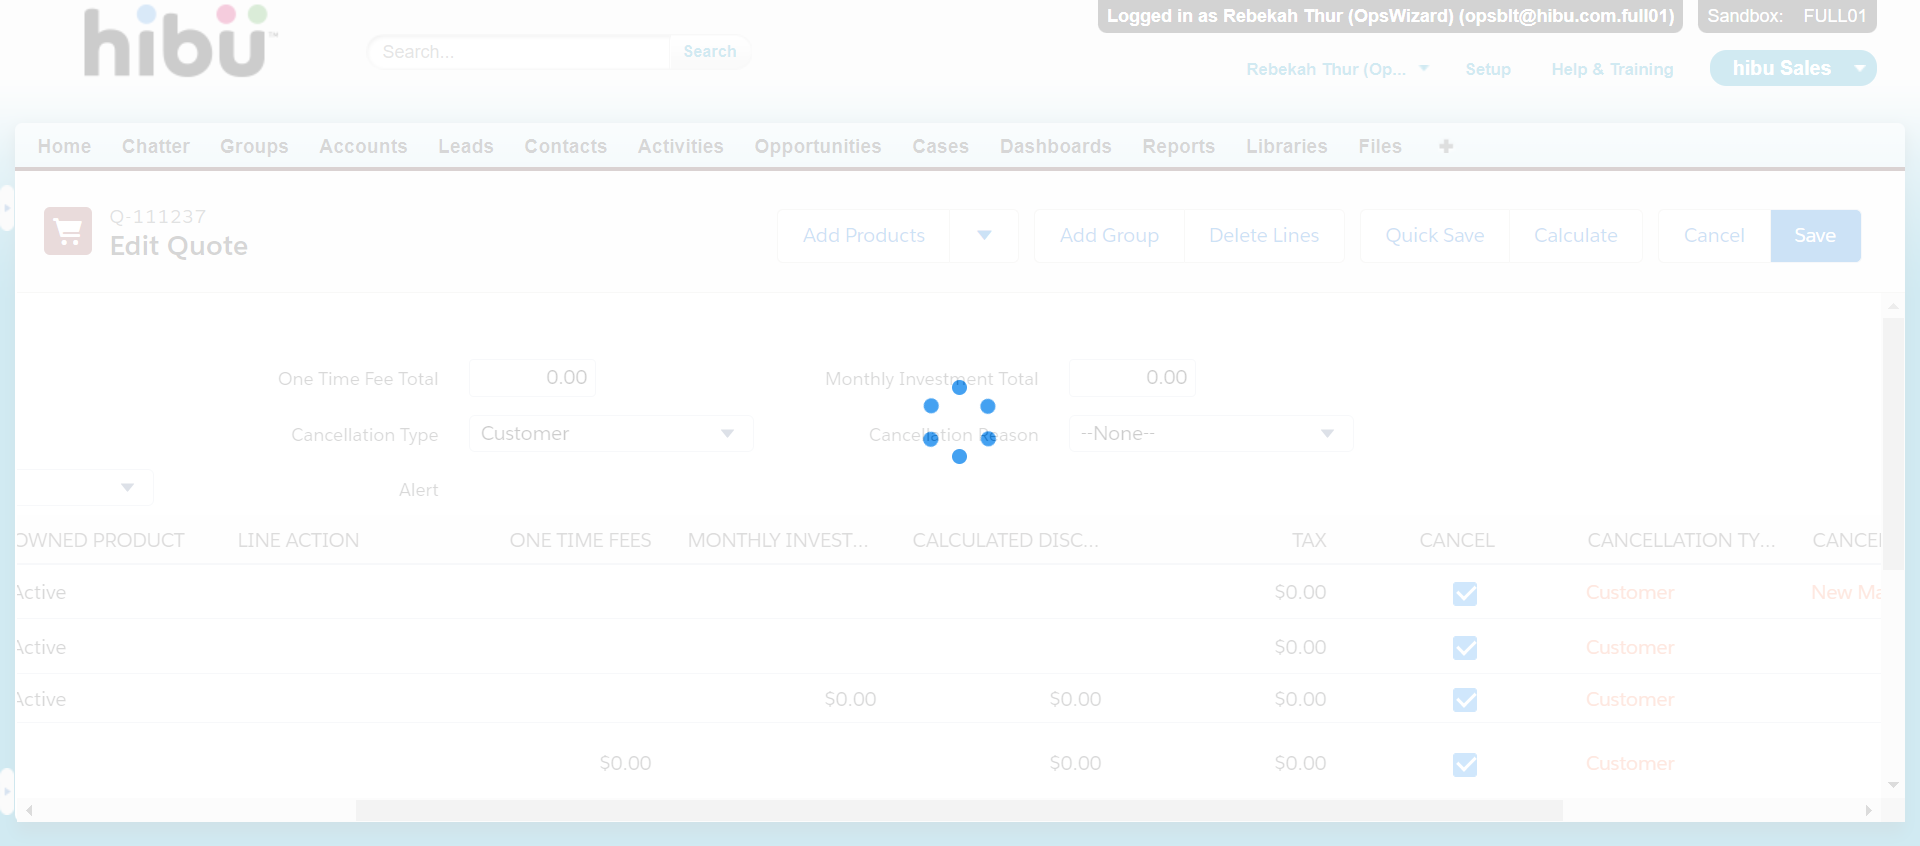 Logged in as Rebekah Thur (OpsWizard) (opsblt@hibu.com.full01)
Sandbox: FULL01
hibu™
Search...
Search
Rebekah Thur (Op...
Setup
Help & Training
hibu Sales
Home Chatter Groups Accounts Leads Contacts Activities Opportunities Cases Dashboards Reports Libraries Files
Q-111237
Edit Quote
Add Products
Add Group
Delete Lines
Quick Save
Calculate
Cancel
Save
One Time Fee Total 0.00 Monthly Investment Total 0.00
Cancellation Type Customer Cancellation Reason --None--
Alert
OWNED PRODUCT LINE ACTION ONE TIME FEES MONTHLY INVEST... CALCULATED DISC... TAX CANCEL CANCELLATION TY... CANCEL
Active $0.00 Customer New Ma
Active $0.00 Customer
Active $0.00 $0.00 $0.00 Customer
$0.00 $0.00 $0.00 Customer